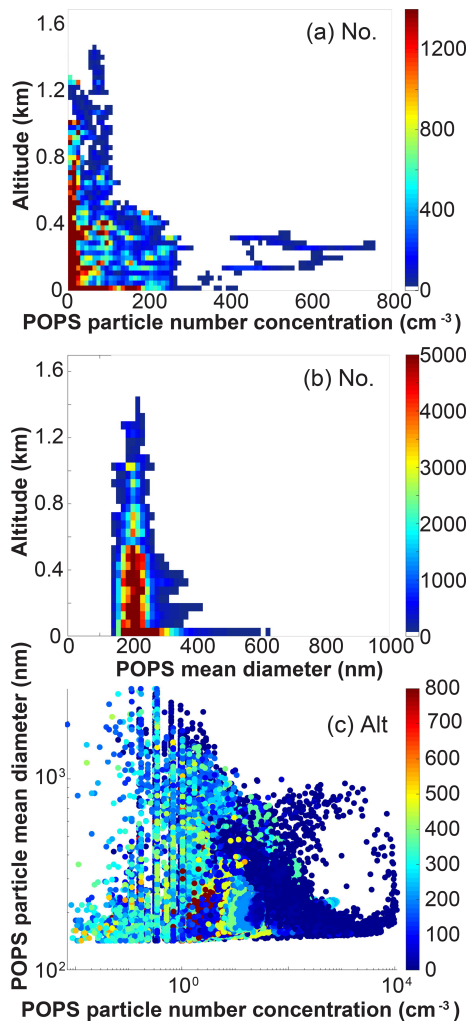 (a) No.
Altitude (km)
1.6
1.2
0.8
0.4
0
0 200 400 600 800
POPS particle number concentration (cm⁻³)
1200
800
400
0
(b) No.
Altitude (km)
1.6
1.2
0.8
0.4
0
0 200 400 600 800 1000
POPS mean diameter (nm)
5000
4000
3000
2000
1000
0
(c) Alt
POPS particle mean diameter (nm)
10³
10²
10⁰ 10⁴
POPS particle number concentration (cm⁻³)
800
700
600
500
400
300
200
100
0